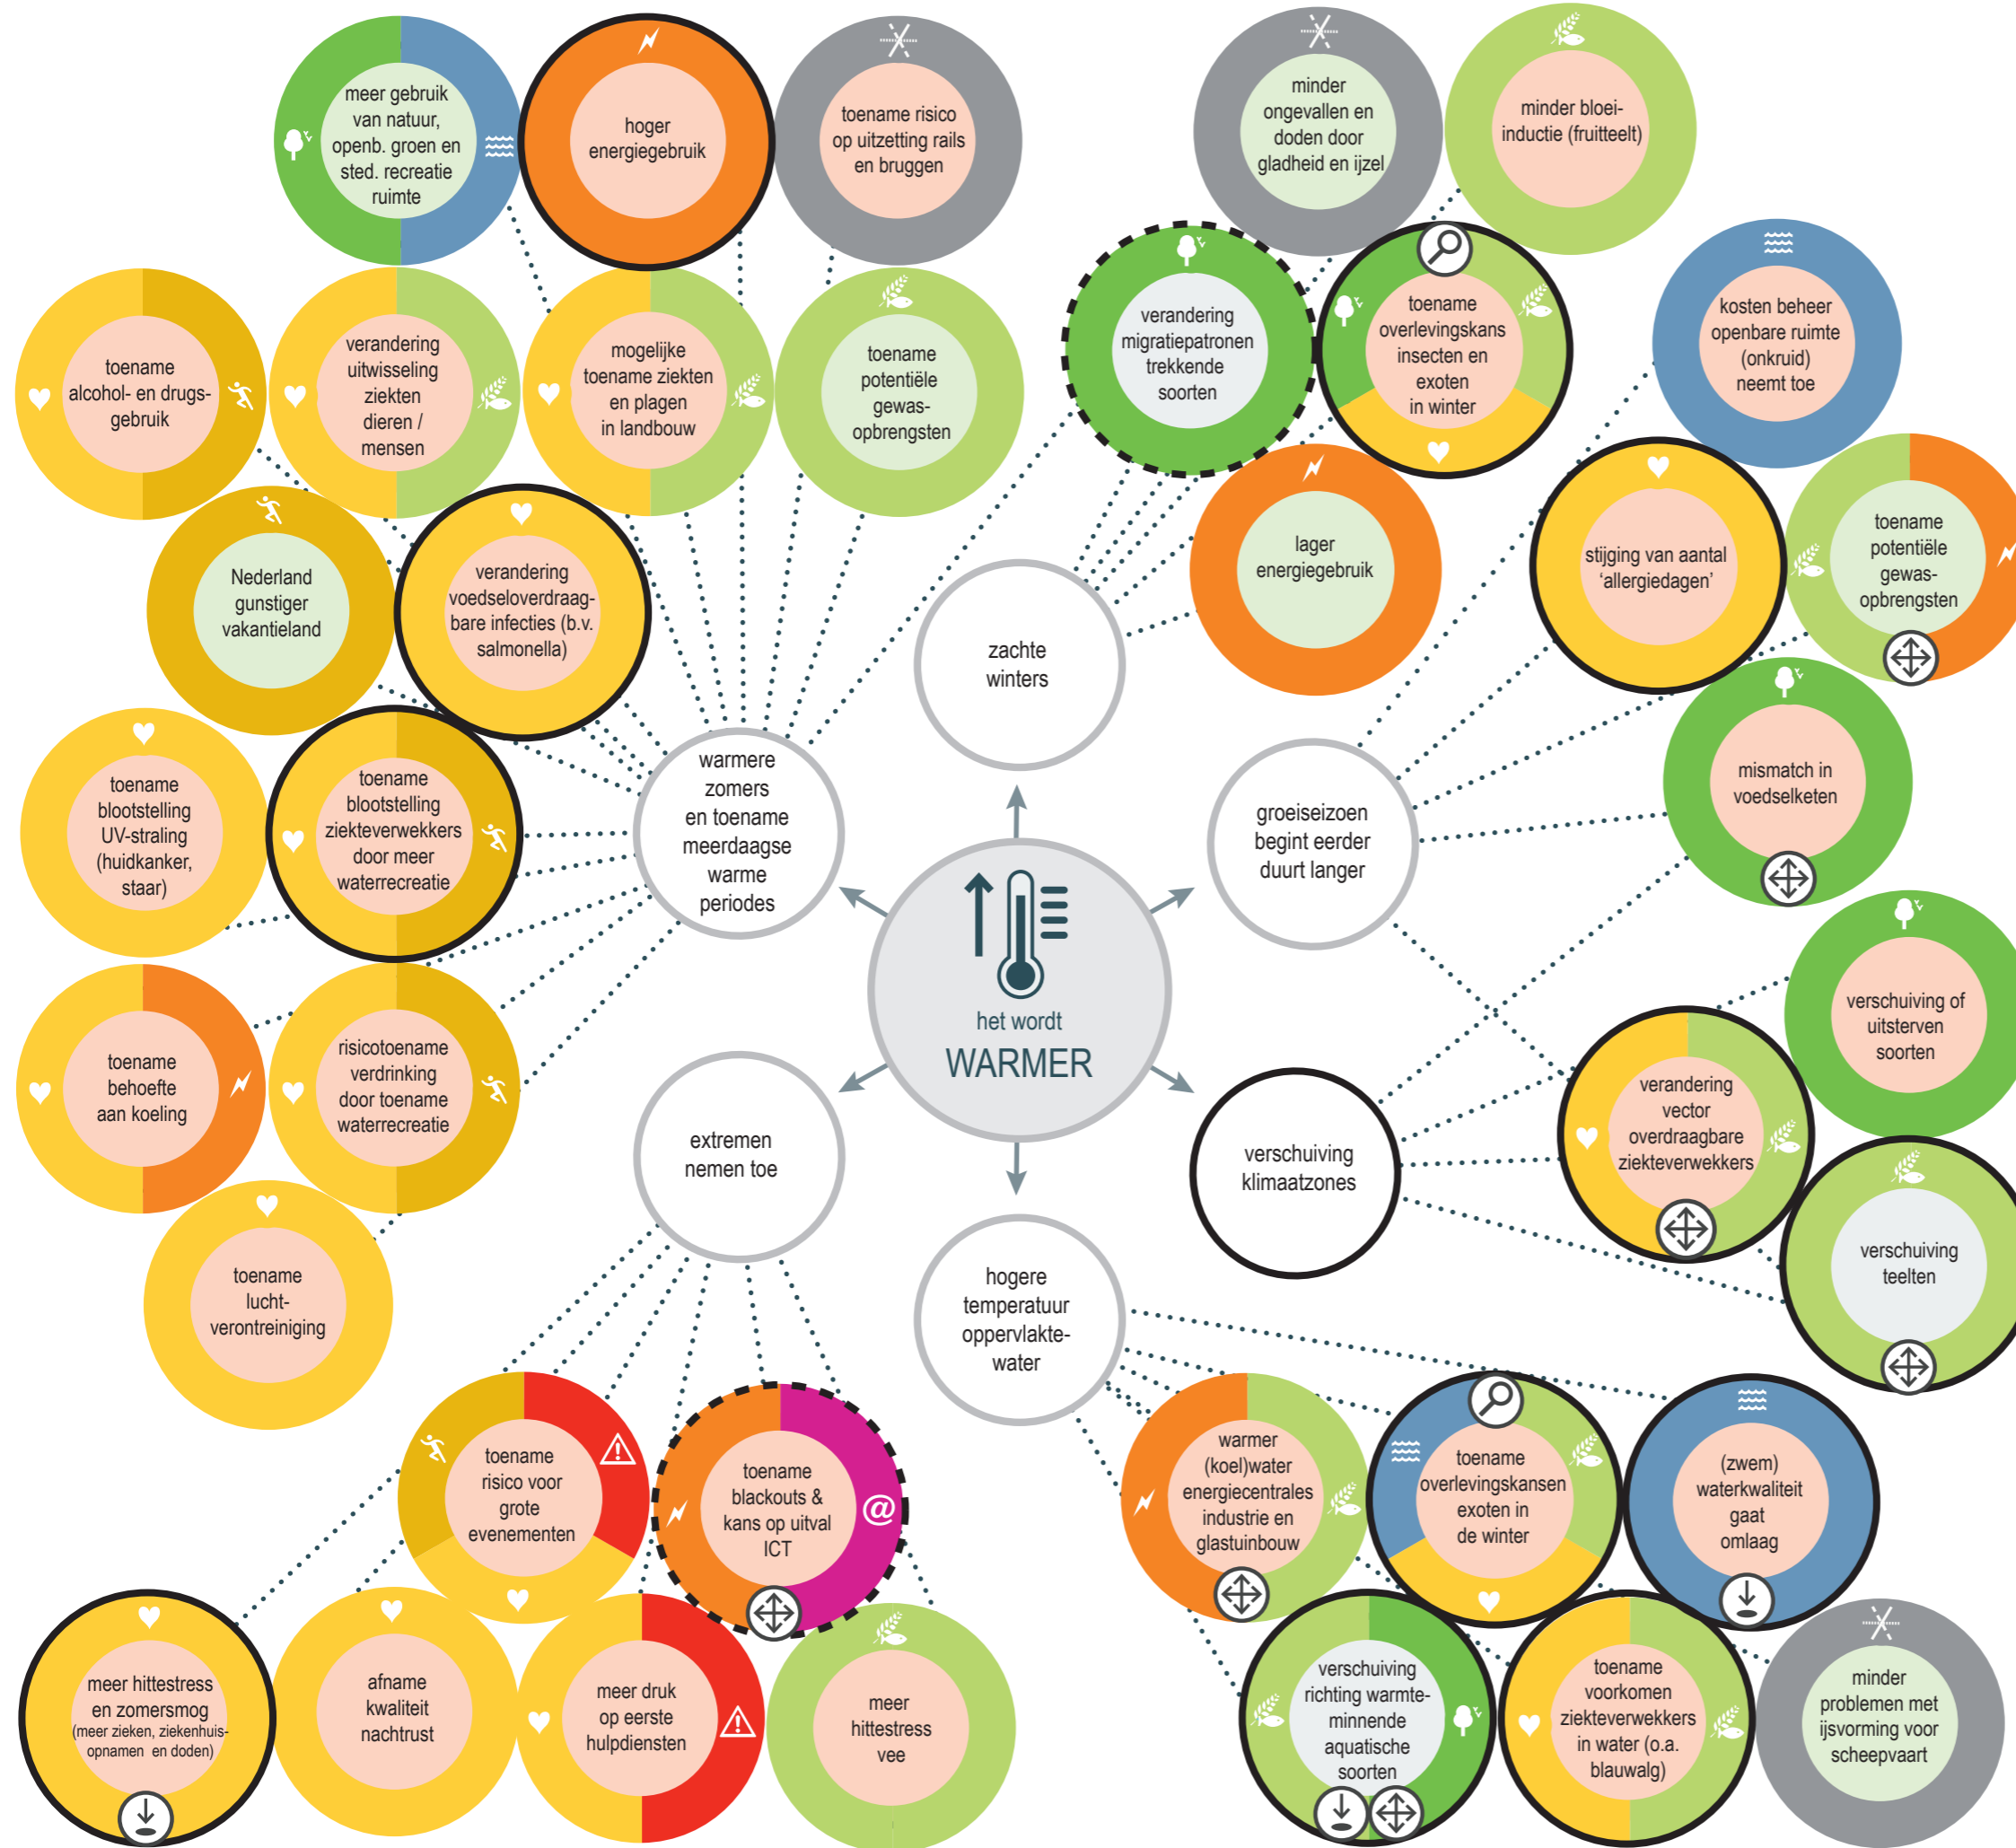 meer gebruik
van natuur,
openb. groen en
sted. recreatie
ruimte
hoger
energiegebruik
toename risico
op uitzetting rails
en bruggen
minder
ongevallen en
doden door
gladheid en ijzel
minder bloei-
inductie (fruitteelt)
toename
alcohol- en drugs-
gebruik
verandering
uitwisseling
ziekten
dieren /
mensen
mogelijke
toename ziekten
en plagen
in landbouw
toename
potentiële
gewas-
opbrengsten
verandering
migratiepatronen
trekkende
soorten
toename
overlevingskans
insecten en
exoten
in winter
kosten beheer
openbare ruimte
(onkruid)
neemt toe
Nederland
gunstiger
vakantieland
verandering
voedseloverdraag-
bare infecties (b.v.
salmonella)
lager
energiegebruik
stijging van aantal
‘allergiedagen’
toename
potentiële
gewas-
opbrengsten
zachte
winters
toename
blootstelling
UV-straling
(huidkanker,
staar)
toename
blootstelling
ziekteverwekkers
door meer
waterrecreatie
warmere
zomers
en toename
meerdaagse
warme
periodes
groeiseizoen
begint eerder
duurt langer
mismatch in
voedselketen
het wordt
WARMER
toename
behoefte
aan koeling
risicotoename
verdrinking
door toename
waterrecreatie
verschuiving of
uitsterven
soorten
extremen
nemen toe
verschuiving
klimaatzones
verandering
vector
overdraagbare
ziekteverwekkers
toename
lucht-
verontreiniging
hogere
temperatuur
oppervlakte-
water
verschuiving
teelten
toename
risico voor
grote
evenementen
toename
blackouts &
kans op uitval
ICT
@
warmer
(koel)water
energiecentrales
industrie en
glastuinbouw
toename
overlevingskansen
exoten in
de winter
(zwem)
waterkwaliteit
gaat
omlaag
meer hittestress
en zomersmog
(meer zieken, ziekenhuis-
opnamen en doden)
afname
kwaliteit
nachtrust
meer druk
op eerste
hulpdiensten
meer
hittestress
vee
verschuiving
richting warmte-
minnende
aquatische
soorten
toename
voorkomen
ziekteverwekkers
in water (o.a.
blauwalg)
minder
problemen met
ijsvorming voor
scheepvaart